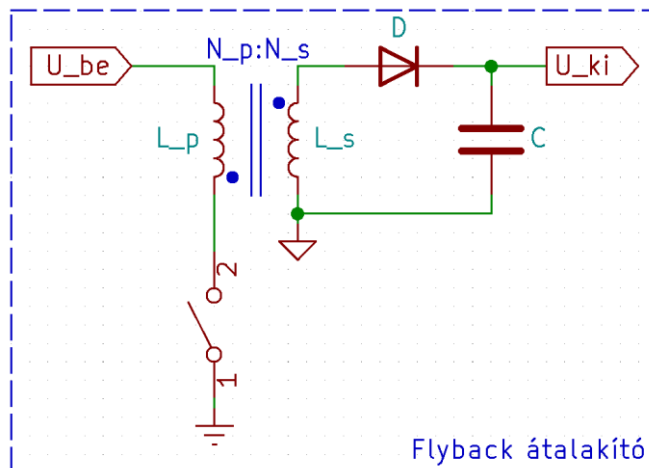 D
N_p:N_s
U_be
U_ki
L_p
L_s
C
2
1
Flyback átalakító